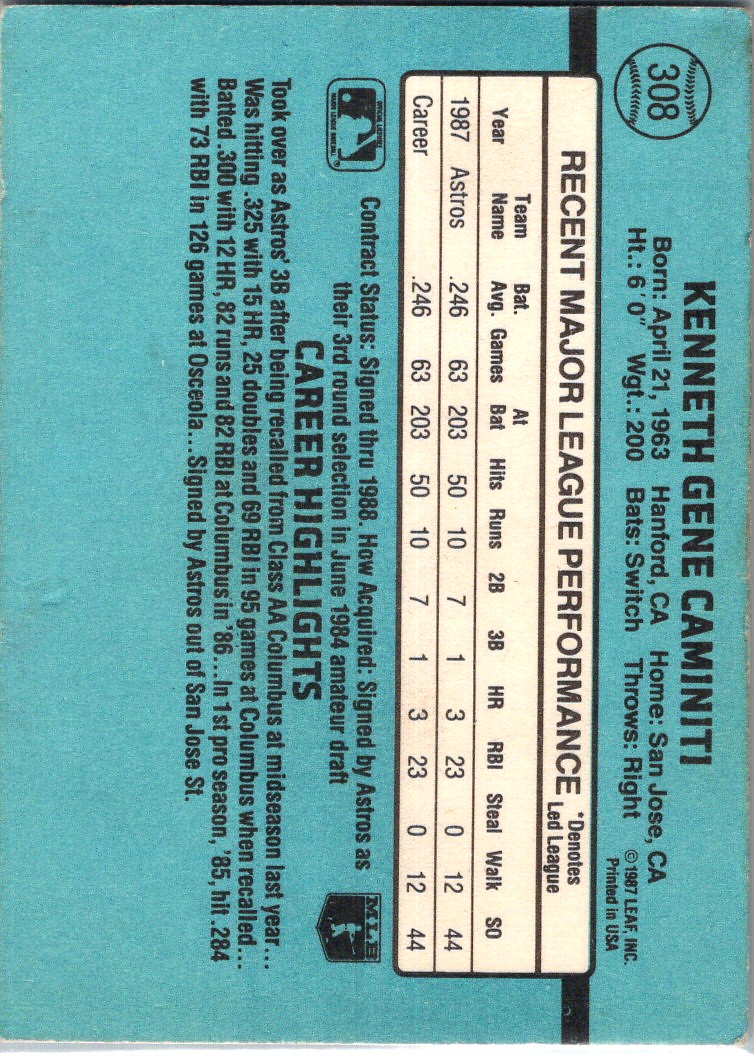 308
KENNETH GENE CAMINITI
Born: April 21, 1963 Hanford, CA Home: San Jose, CA
Ht.: 6'0" Wgt.: 200 Bats: Switch Throws: Right
©1987 LEAF, INC.
Printed in USA
RECENT MAJOR LEAGUE PERFORMANCE
*Denotes
Led League
Year Team Name Bat. Avg. Games At Bat Hits Runs 2B 3B HR RBI Steal Walk SO
1987 Astros .246 63 203 50 10 7 1 3 23 0 12 44
Career .246 63 203 50 10 7 1 3 23 0 12 44
OFFICIAL LICENSEE
MAJOR LEAGUE BASEBALL
®
Contract Status: Signed thru 1988. How Acquired: Signed by Astros as
their 3rd round selection in June 1984 amateur draft
MLB
CAREER HIGHLIGHTS
Took over as Astros' 3B after being recalled from Class AA Columbus at midseason last year...
Was hitting .325 with 15 HR, 25 doubles and 69 RBI in 95 games at Columbus when recalled...
Batted .300 with 12 HR, 82 runs and 82 RBI at Columbus in '86...In 1st pro season, '85, hit .284
with 73 RBI in 126 games at Osceola...Signed by Astros out of San Jose St.